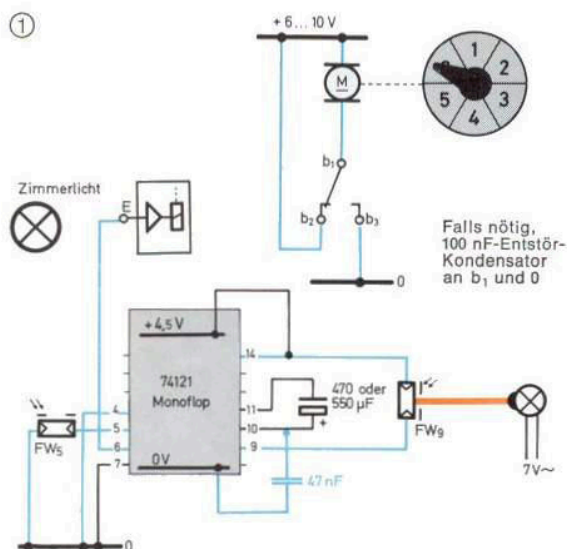 1
+ 6 ... 10 V
M
1
2
3
4
5
b₁
b₂
b₃
0
Zimmerlicht
E
Falls nötig,
100 nF-Entstör-
Kondensator
an b₁ und 0
+4,5 V
74121
Monoflop
0V
14
11
10
9
4
5
6
7
470 oder
550 µF
+
47 nF
FW₅
FW₉
7V~
0